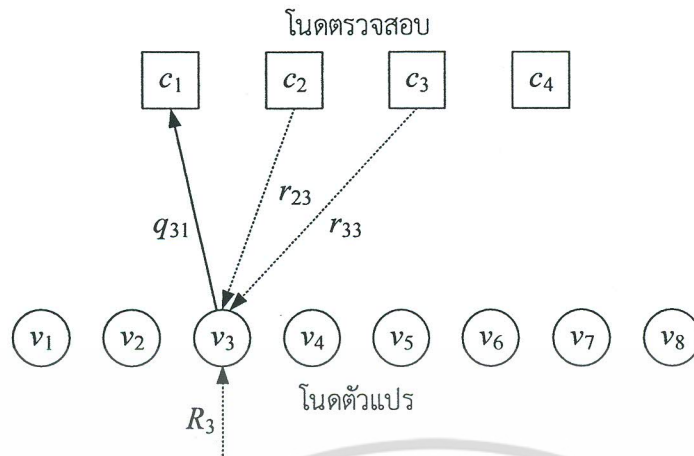 โนดตรวจสอบ
c1 c2 c3 c4
r23
q31 r33
v1 v2 v3 v4 v5 v6 v7 v8
โนดตัวแปร
R3